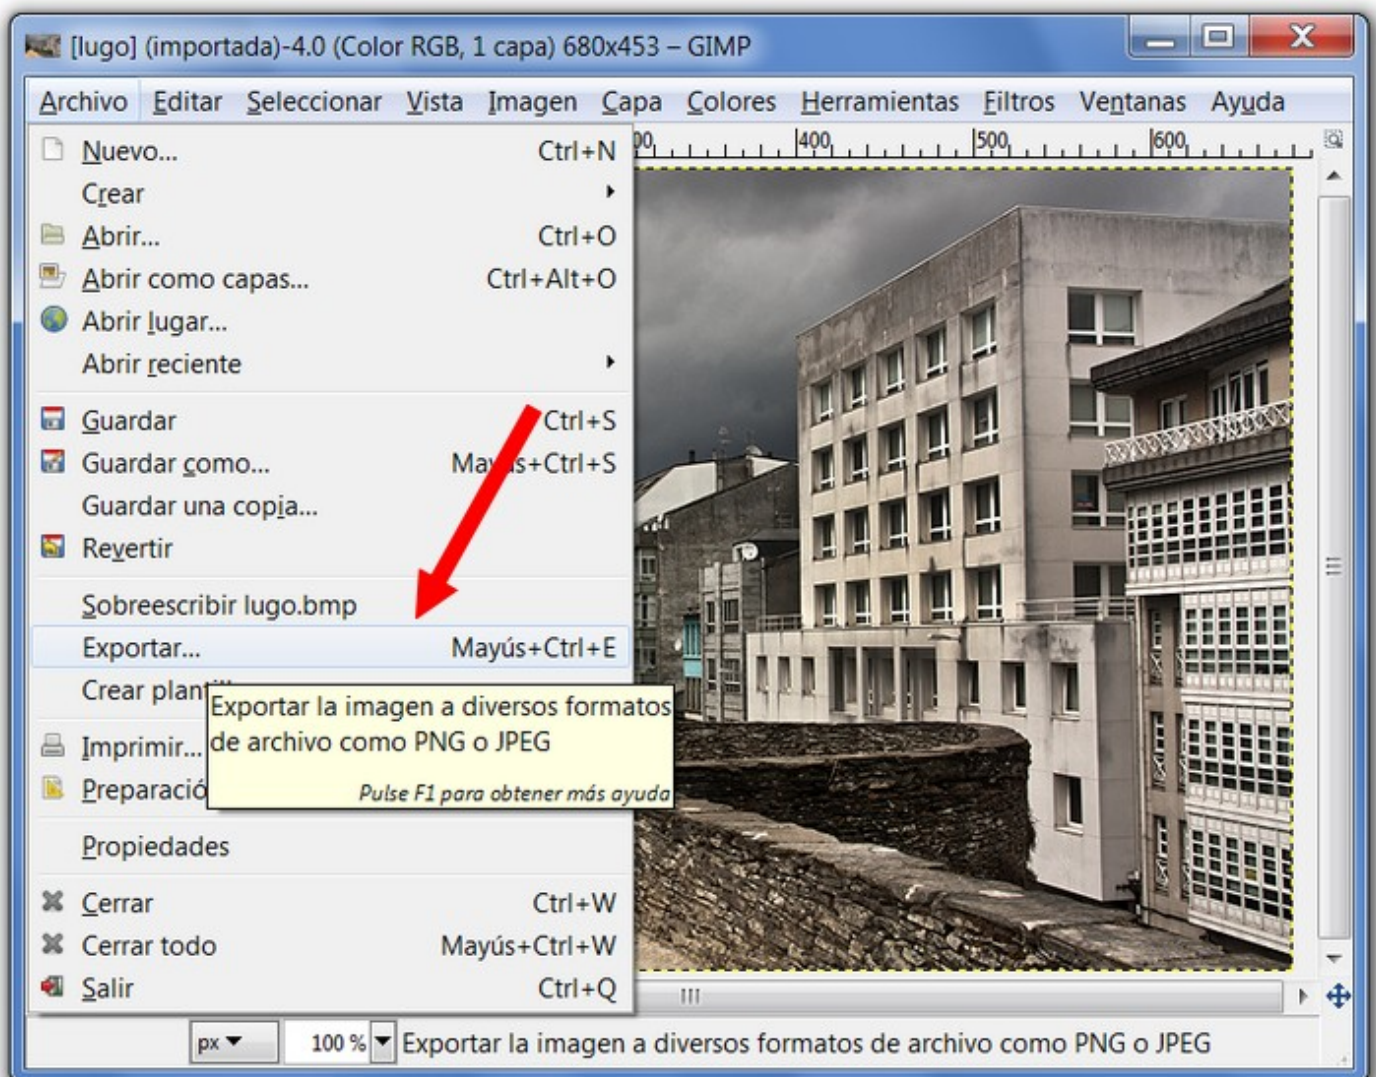 [lugo] (importada)-4.0 (Color RGB, 1 capa) 680x453 – GIMP
Archivo Editar Seleccionar Vista Imagen Capa Colores Herramientas Filtros Ventanas Ayuda
400 500 600
Nuevo... Ctrl+N
Crear
Abrir... Ctrl+O
Abrir como capas... Ctrl+Alt+O
Abrir lugar...
Abrir reciente
Guardar Ctrl+S
Guardar como... Mayús+Ctrl+S
Guardar una copia...
Revertir
Sobreescribir lugo.bmp
Exportar... Mayús+Ctrl+E
Crear
Exportar la imagen a diversos formatos
de archivo como PNG o JPEG
Pulse F1 para obtener más ayuda
Imprimir...
Propiedades
Cerrar Ctrl+W
Cerrar todo Mayús+Ctrl+W
Salir Ctrl+Q
px 100 % Exportar la imagen a diversos formatos de archivo como PNG o JPEG